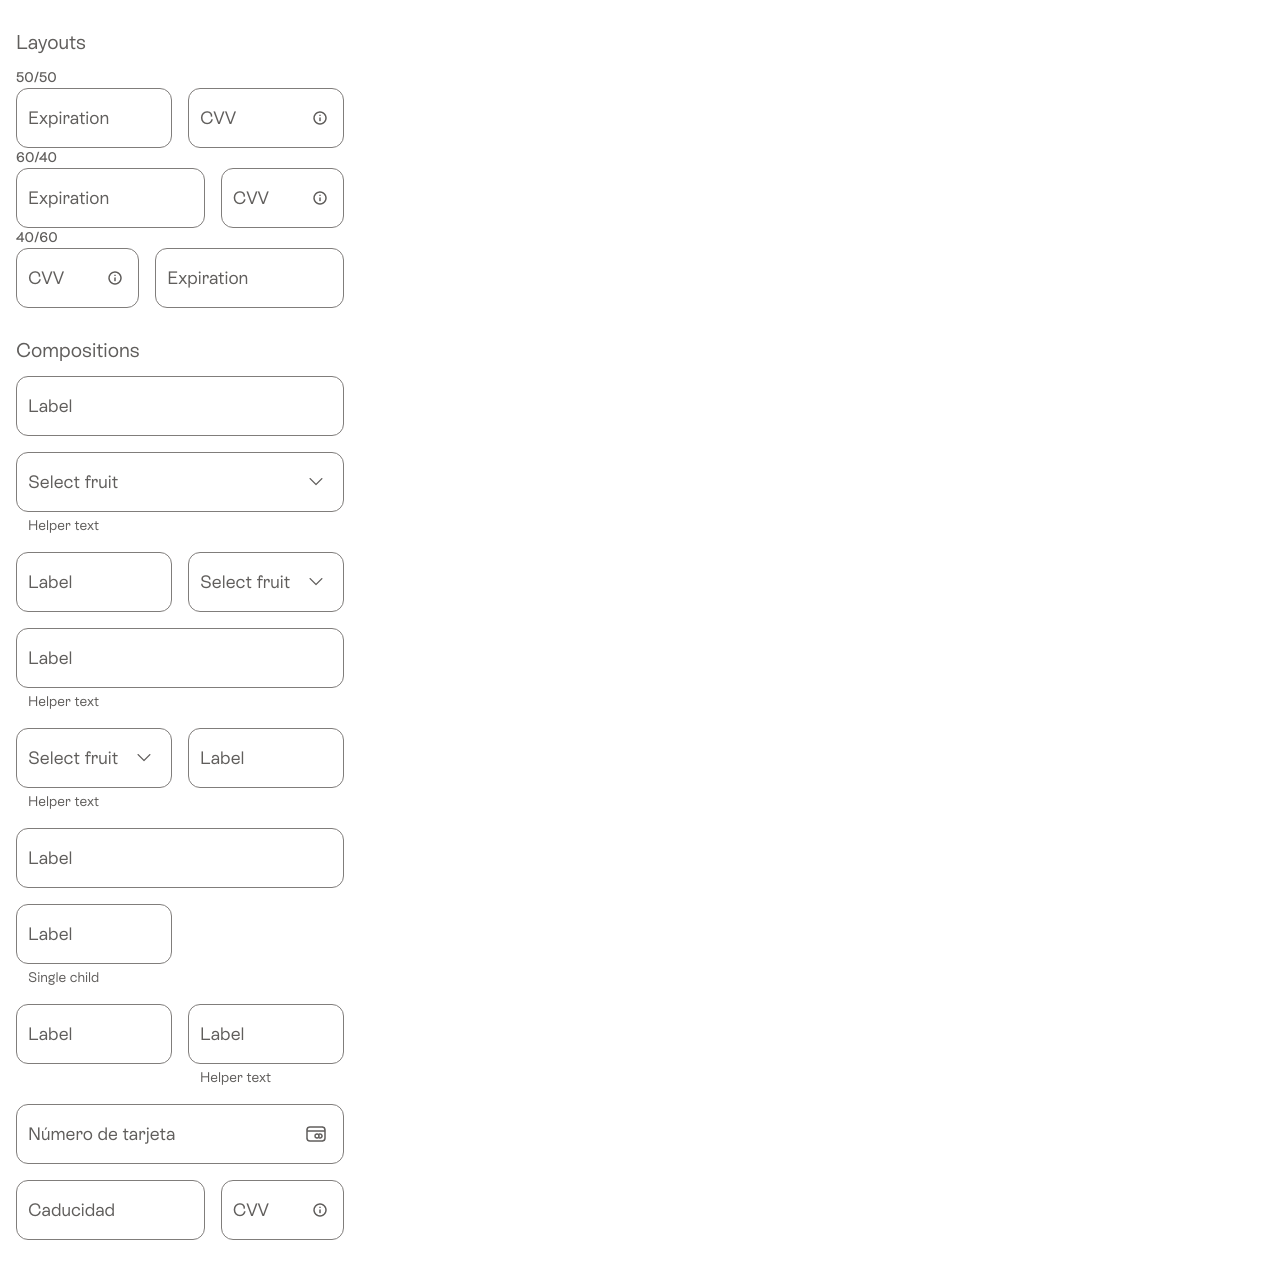 Layouts
50/50
Expiration CVV
60/40
Expiration CVV
40/60
CVV Expiration
Compositions
Label
Select fruit
Helper text
Label Select fruit
Label
Helper text
Select fruit Label
Helper text
Label
Label
Single child
Label Label
Helper text
Número de tarjeta
Caducidad CVV